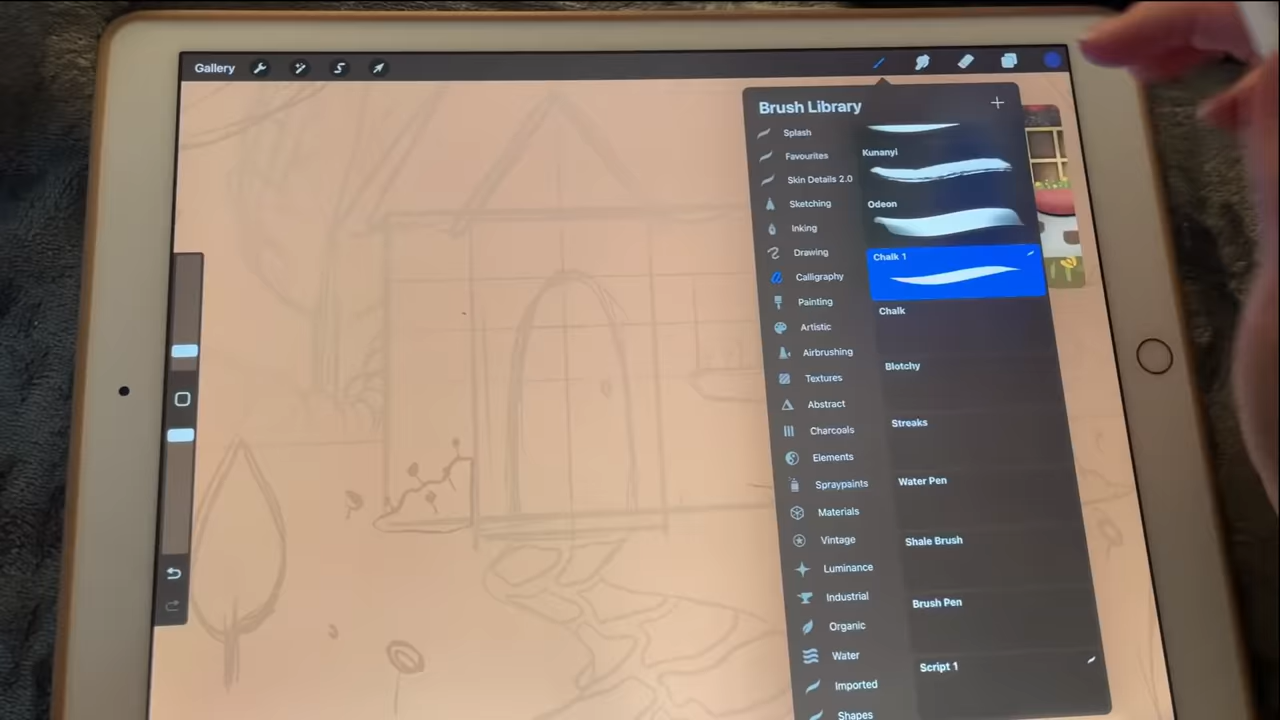 Gallery
Brush Library
Splash
Favourites
Skin Details 2.0
Sketching
Inking
Drawing
Calligraphy
Painting
Artistic
Airbrushing
Textures
Abstract
Charcoals
Elements
Spraypaints
Materials
Vintage
Luminance
Industrial
Organic
Water
Imported
Shapes
Kunanyi
Odeon
Chalk 1
Chalk
Blotchy
Streaks
Water Pen
Shale Brush
Brush Pen
Script 1